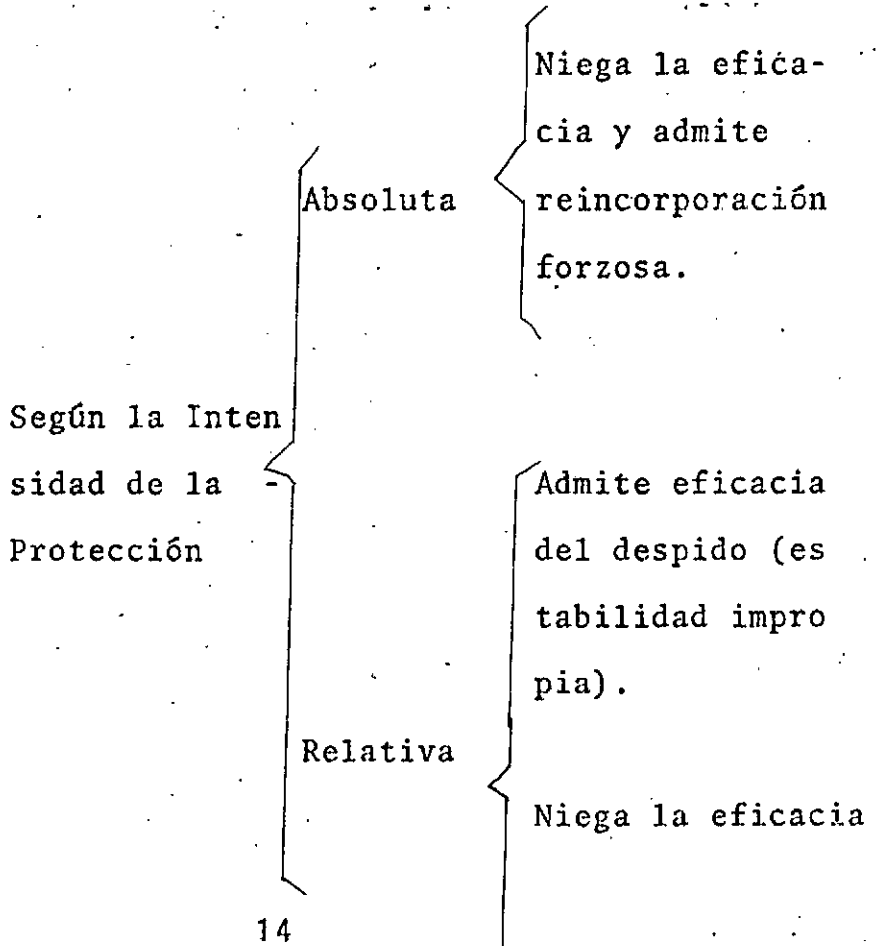 Niega la efica-
cia y admite
Absoluta reincorporación
forzosa.
Según la Inten
sidad de la - Admite eficacia
Protección del despido (es
tabilidad impro
pia).
Relativa
Niega la eficacia
14